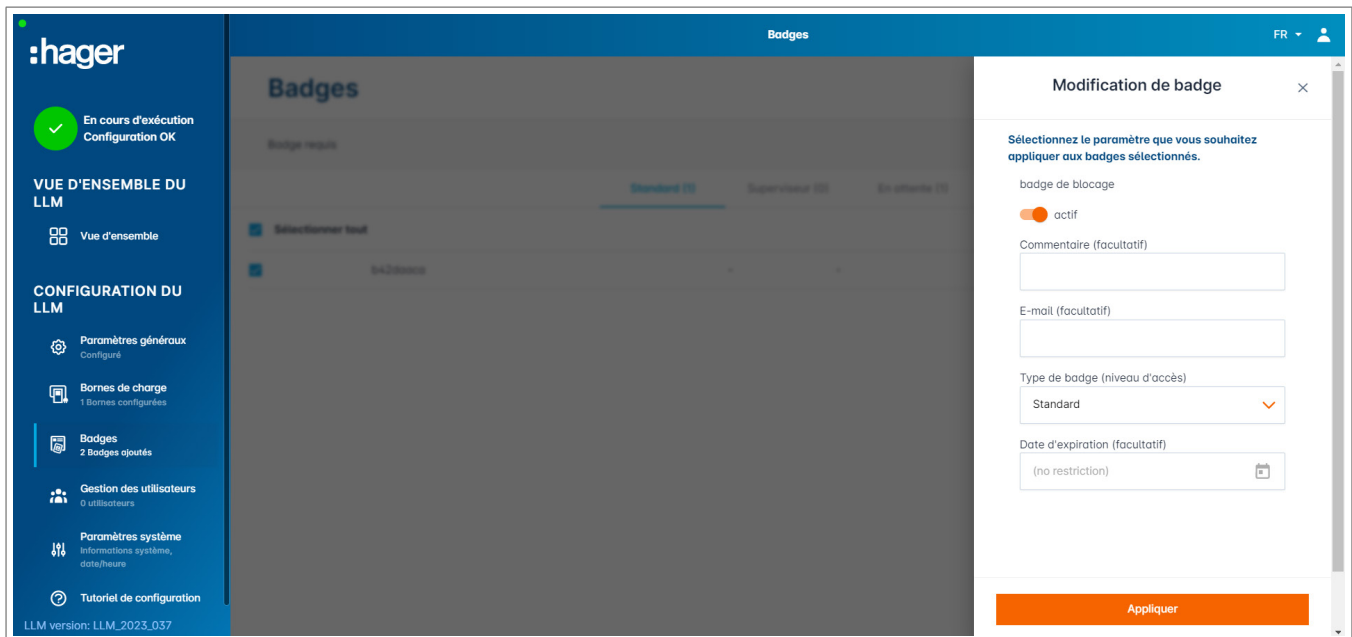 :hager
Badges
FR
En cours d'exécution
Configuration OK
VUE D'ENSEMBLE DU
LLM
Vue d'ensemble
CONFIGURATION DU
LLM
Paramètres généraux
Configuré
Bornes de charge
1 Bornes configurées
Badges
2 Badges ajoutés
Gestion des utilisateurs
0 utilisateurs
Paramètres système
Informations système,
date/heure
Tutoriel de configuration
LLM version: LLM_2023_037
Badges
Badge requis
Standard (1)
Superviseur (0)
En attente (1)
Sélectionner tout
Modification de badge
Sélectionnez le paramètre que vous souhaitez
appliquer aux badges sélectionnés.
badge de blocage
actif
Commentaire (facultatif)
E-mail (facultatif)
Type de badge (niveau d'accès)
Standard
Date d'expiration (facultatif)
(no restriction)
Appliquer